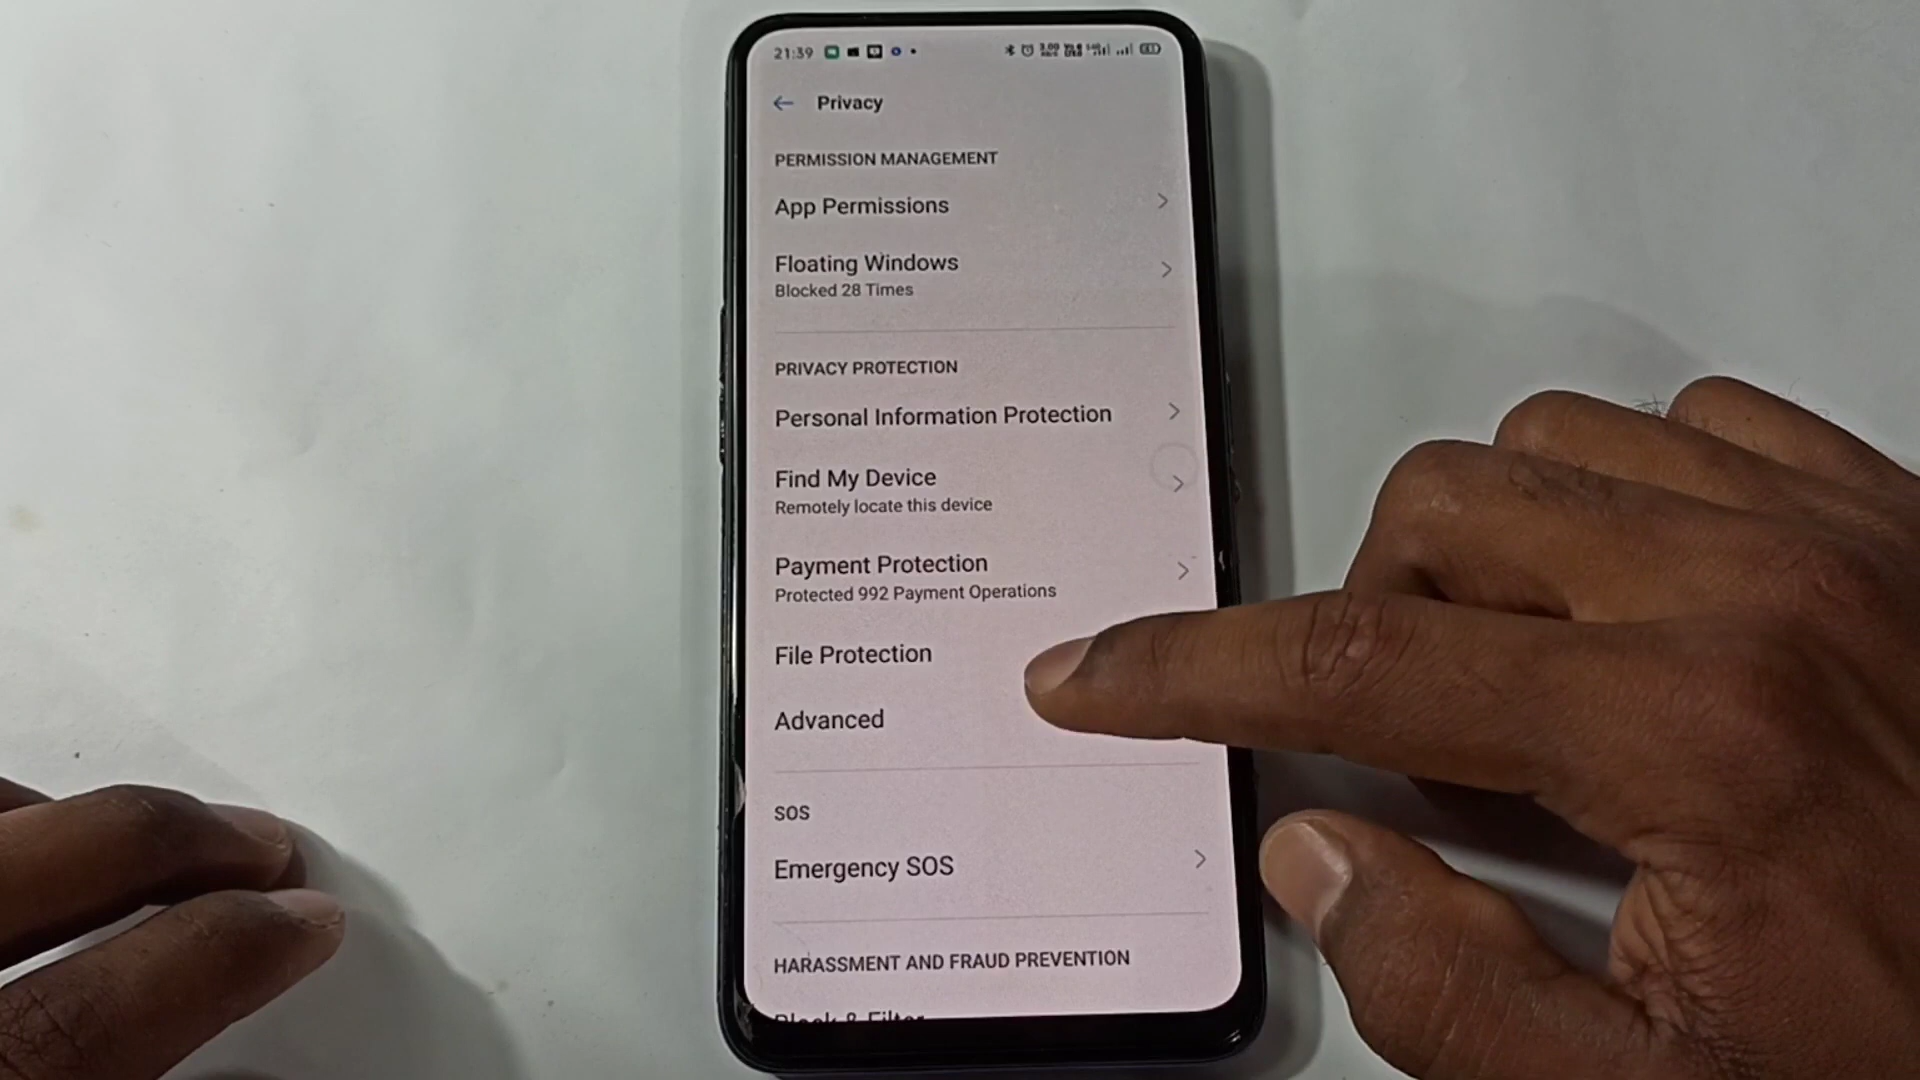 21:39
Privacy
PERMISSION MANAGEMENT
App Permissions
Floating Windows
Blocked 28 Times
PRIVACY PROTECTION
Personal Information Protection
Find My Device
Remotely locate this device
Payment Protection
Protected 992 Payment Operations
File Protection
Advanced
SOS
Emergency SOS
HARASSMENT AND FRAUD PREVENTION
Block & Filter